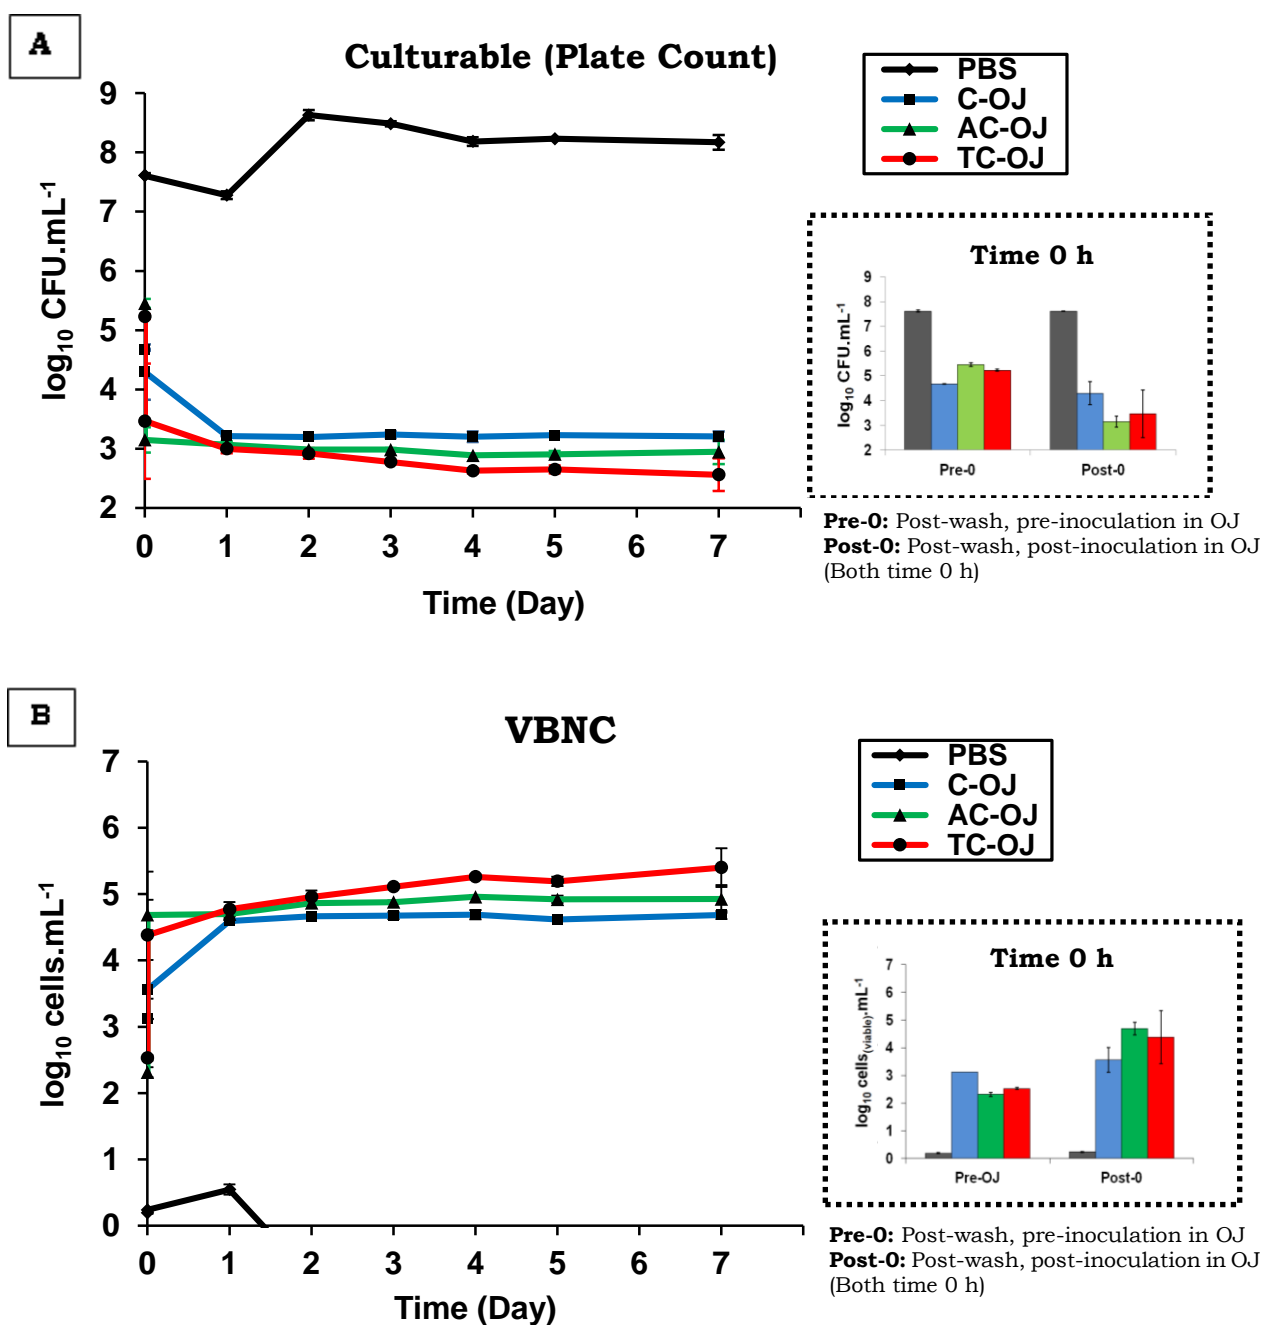 A
Culturable (Plate Count)
PBS
C-OJ
AC-OJ
TC-OJ
9
8
7
6
5
4
3
2
log10 CFU.mL-1
0 1 2 3 4 5 6 7
Time (Day)
Time 0 h
9
8
7
6
5
4
3
2
log10 CFU.mL-1
Pre-0 Post-0
Pre-0: Post-wash, pre-inoculation in OJ
Post-0: Post-wash, post-inoculation in OJ
(Both time 0 h)
B
VBNC
PBS
C-OJ
AC-OJ
TC-OJ
7
6
5
4
3
2
1
0
log10 cells.mL-1
0 1 2 3 4 5 6 7
Time (Day)
Time 0 h
7
6
5
4
3
2
1
0
log10 cells(viable).mL-1
Pre-OJ Post-0
Pre-0: Post-wash, pre-inoculation in OJ
Post-0: Post-wash, post-inoculation in OJ
(Both time 0 h)